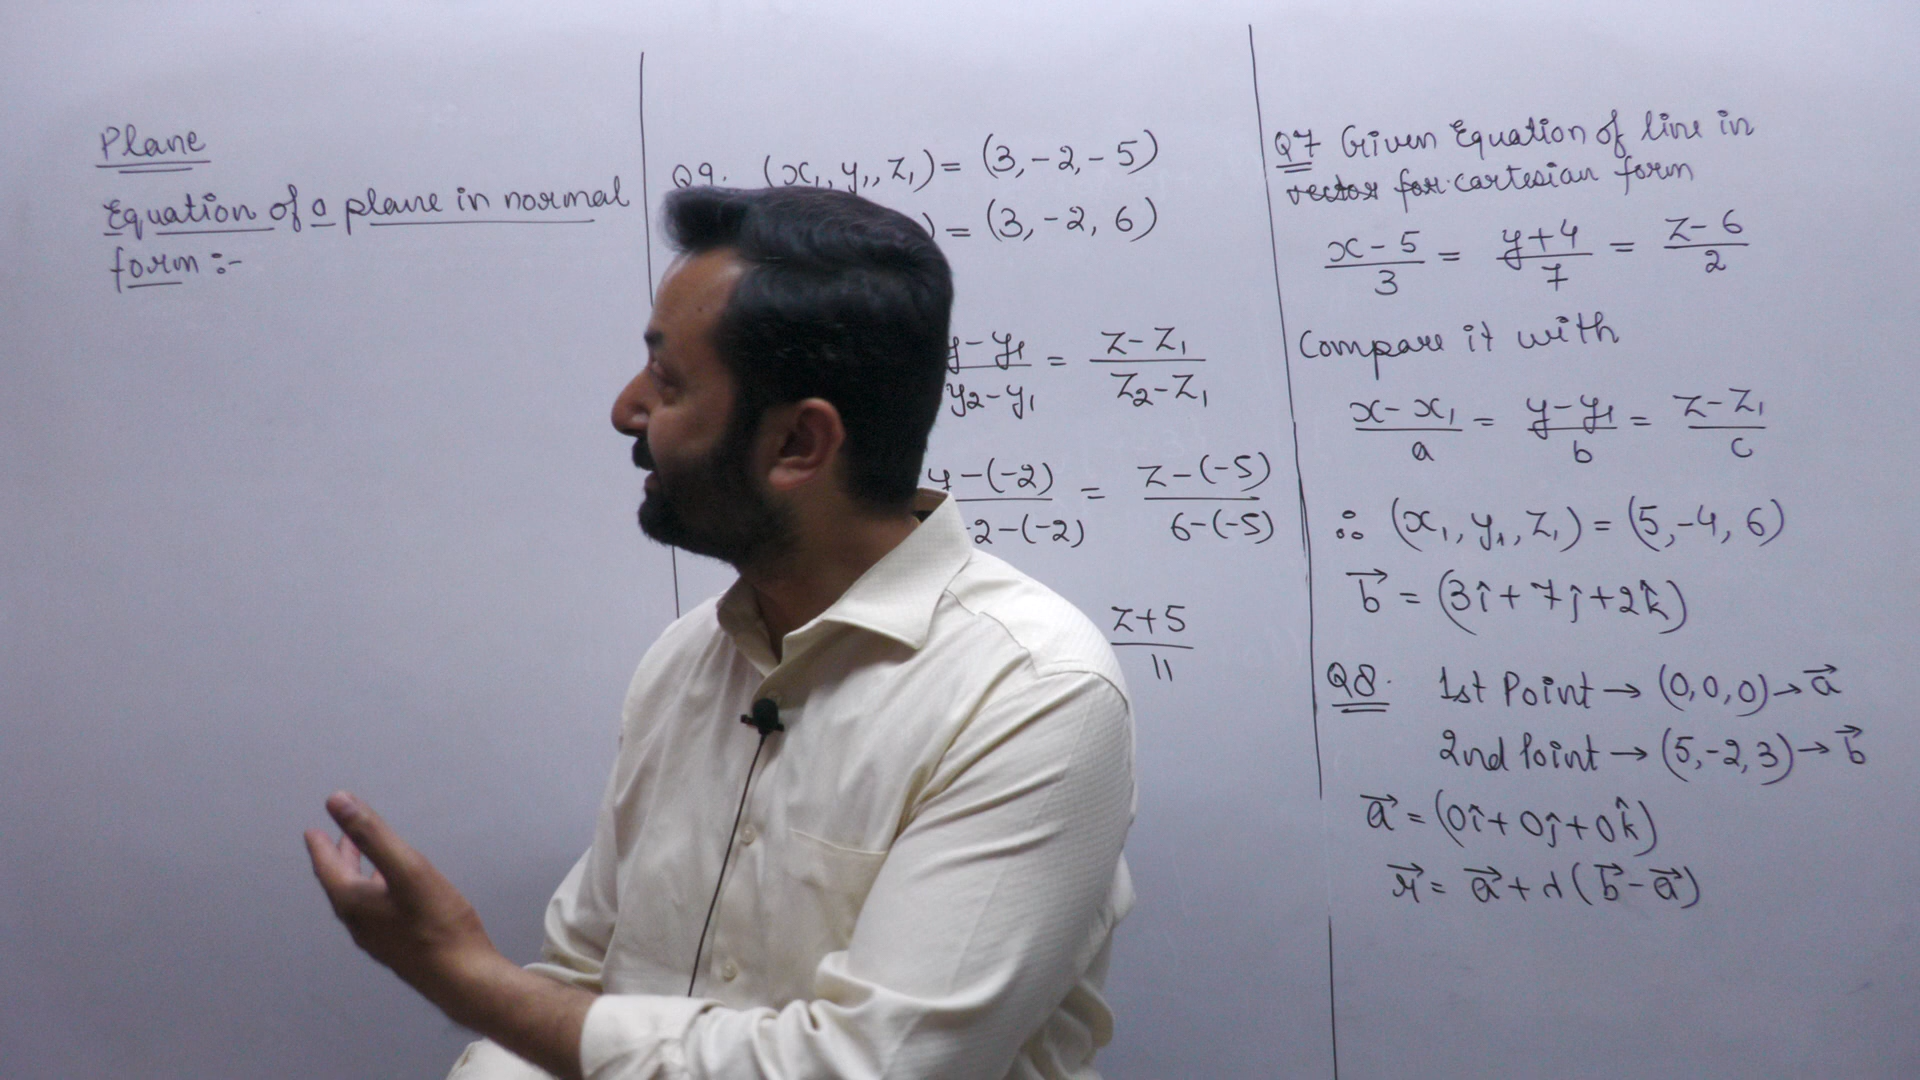 Plane
Equation of a plane in normal
form :-
Q9. (x₁, y₁, z₁) = (3, -2, -5)
) = (3, -2, 6)
y-y₁/y₂-y₁ = z-z₁/z₂-z₁
y-(-2)/-2-(-2) = z-(-5)/6-(-5)
z+5/11
Q7 Given Equation of line in
vector for cartesian form
x-5/3 = y+4/7 = z-6/2
Compare it with
x-x₁/a = y-y₁/b = z-z₁/c
∴ (x₁, y₁, z₁) = (5, -4, 6)
b⃗ = (3î + 7ĵ + 2k̂)
Q8. 1st Point → (0,0,0) → a⃗
2nd Point → (5,-2,3) → b⃗
a⃗ = (0î + 0ĵ + 0k̂)
r⃗ = a⃗ + λ(b⃗ - a⃗)